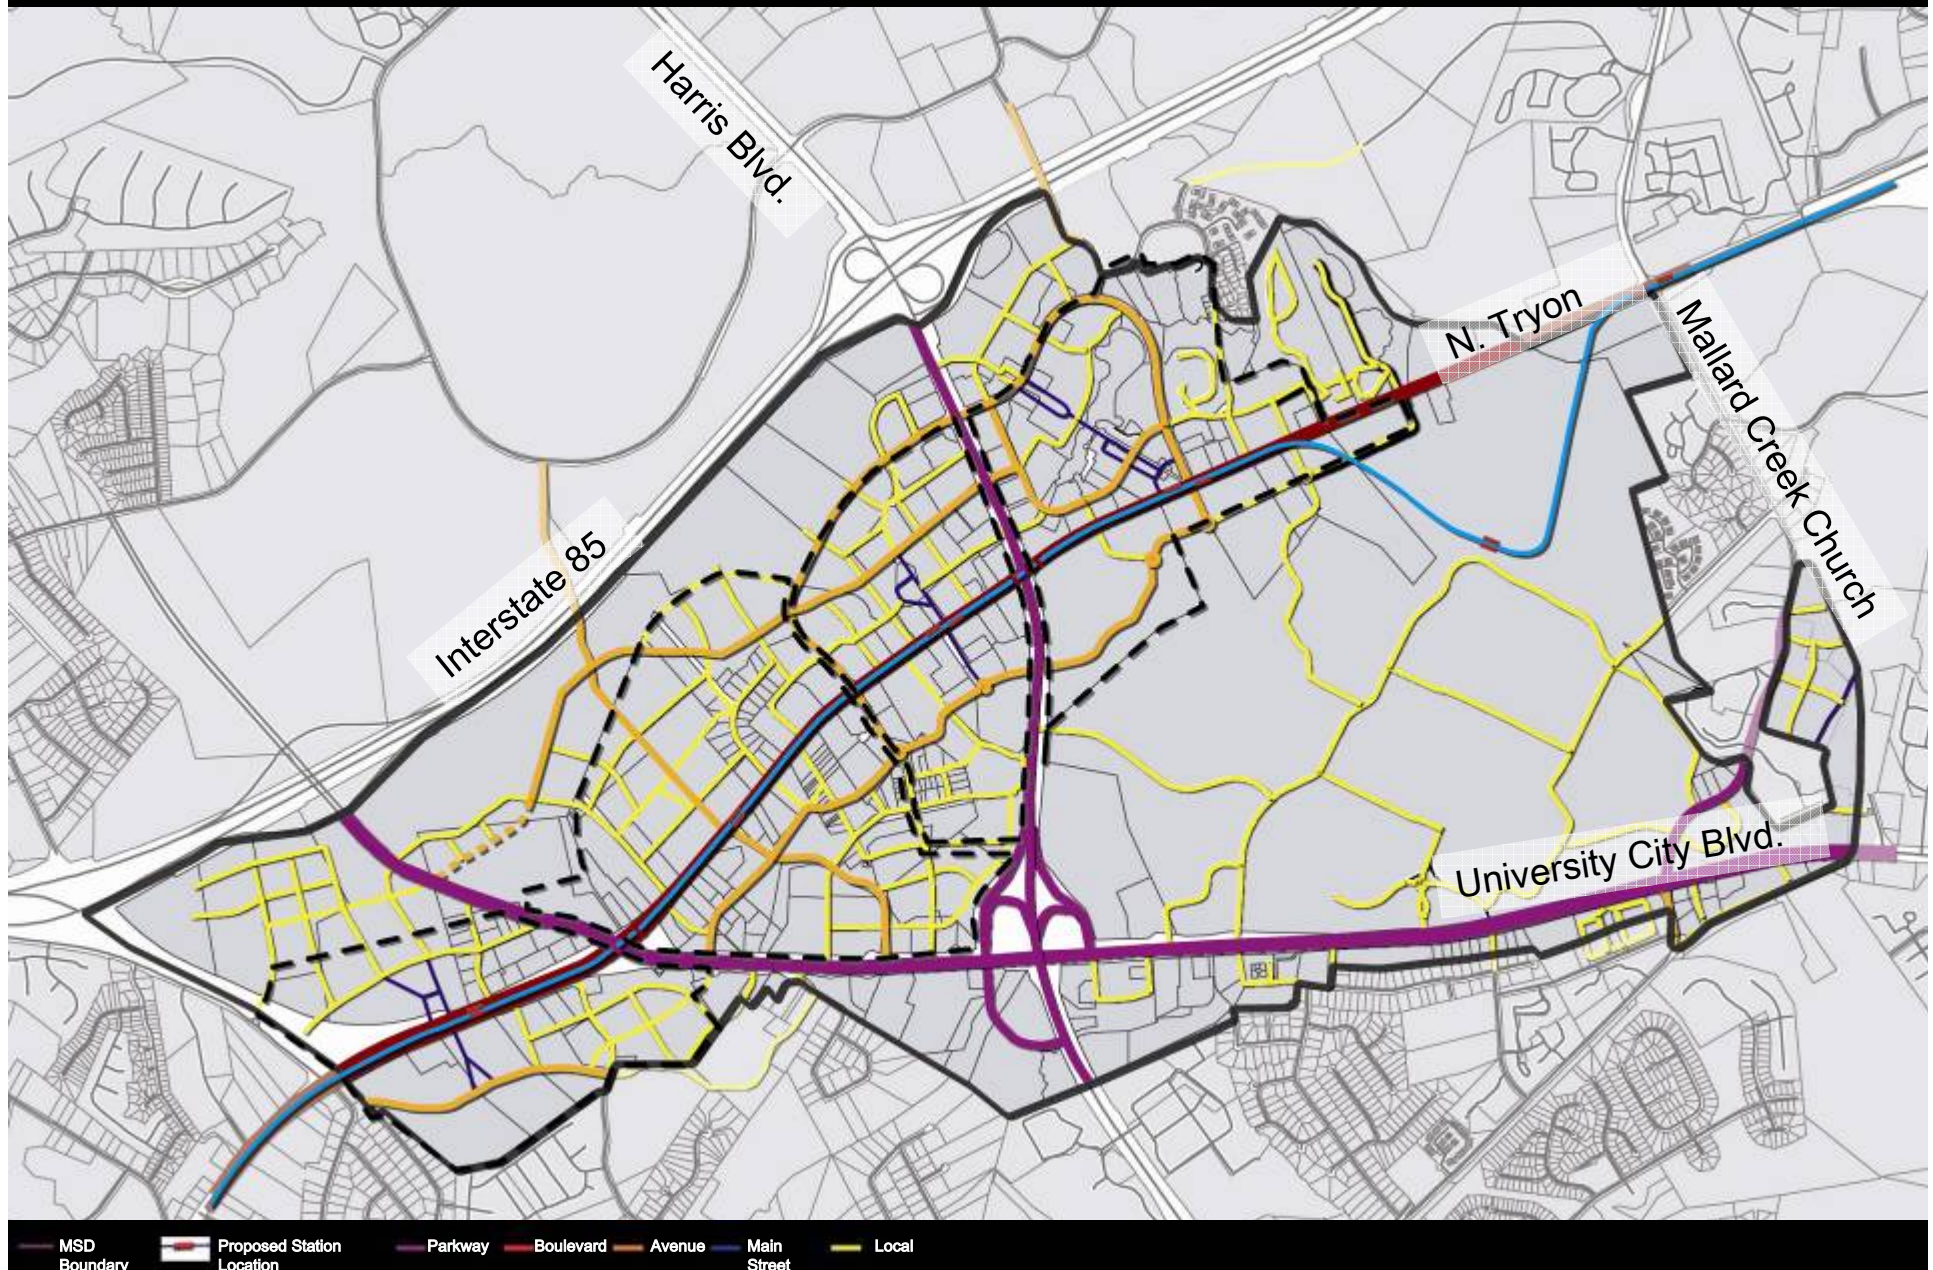 Harris Blvd.
N. Tryon
Mallard Creek Church
Interstate 85
University City Blvd.
MSD
Boundary
Proposed Station
Location
Parkway
Boulevard
Avenue
Main
Street
Local